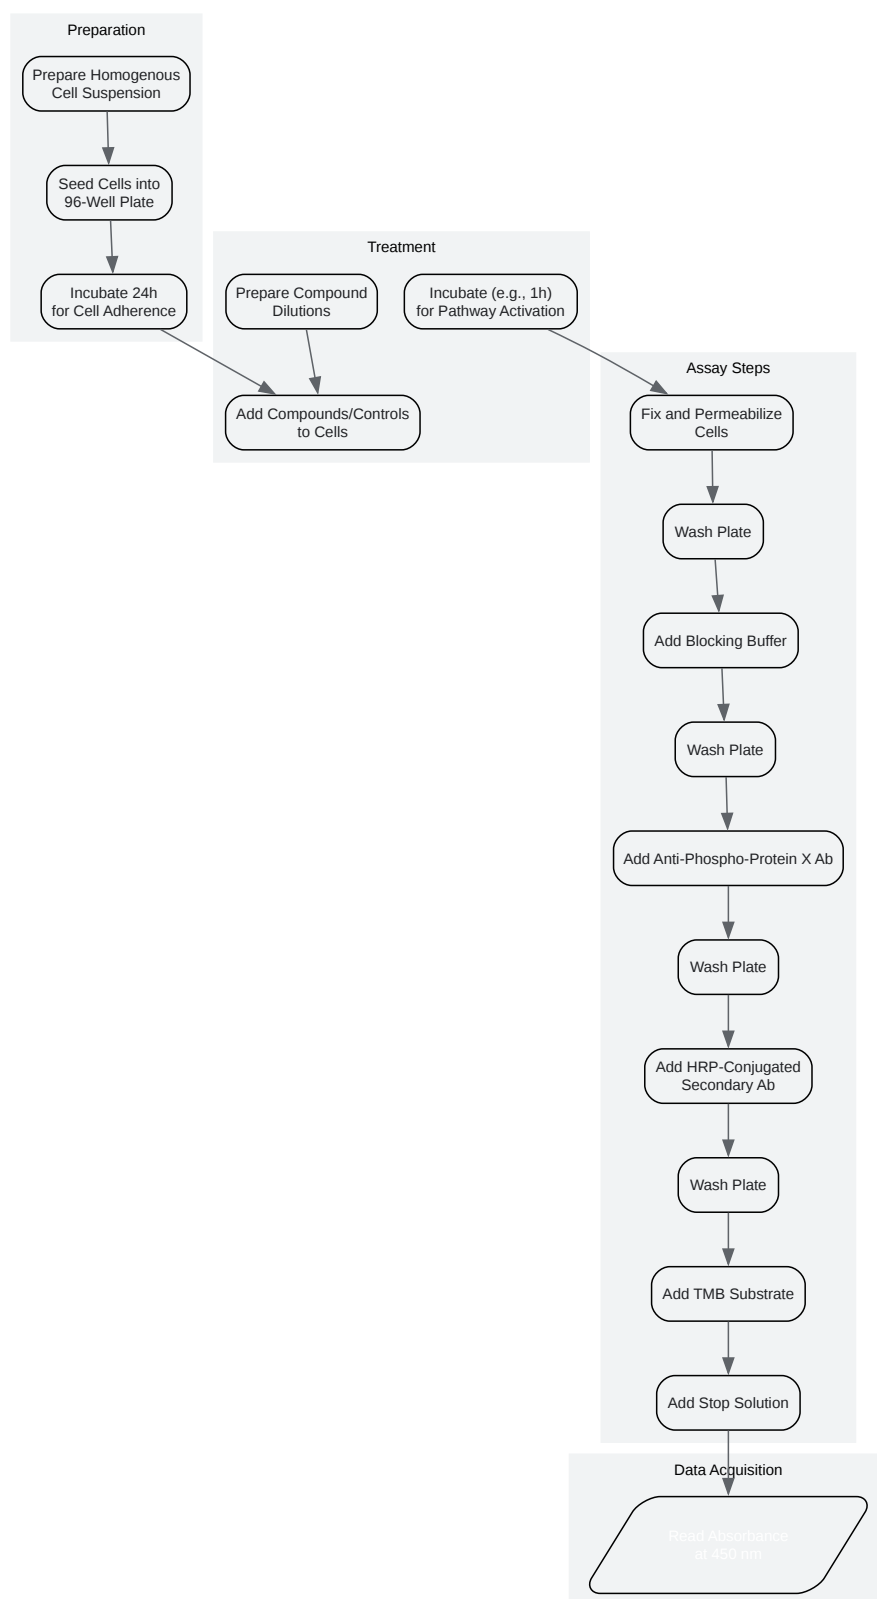 Preparation
Prepare Homogenous
Cell Suspension
Seed Cells into
96-Well Plate
Incubate 24h
for Cell Adherence
Treatment
Prepare Compound
Dilutions
Incubate (e.g., 1h)
for Pathway Activation
Add Compounds/Controls
to Cells
Assay Steps
Fix and Permeabilize
Cells
Wash Plate
Add Blocking Buffer
Wash Plate
Add Anti-Phospho-Protein X Ab
Wash Plate
Add HRP-Conjugated
Secondary Ab
Wash Plate
Add TMB Substrate
Add Stop Solution
Data Acquisition
Read Absorbance
at 450 nm